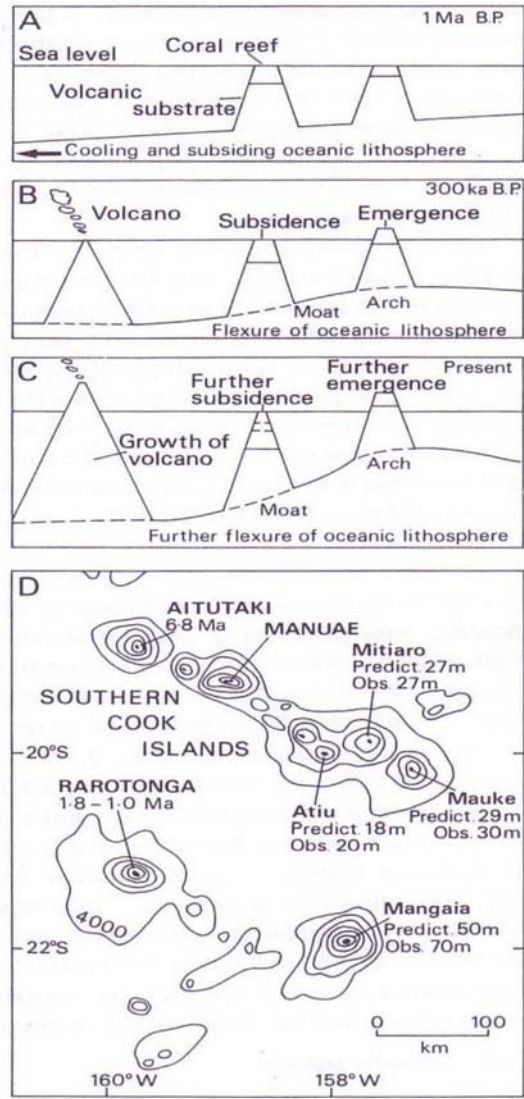 A
1 Ma B.P.
Sea level
Coral reef
Volcanic
substrate
Cooling and subsiding oceanic lithosphere
B
300 ka B.P.
Volcano
Subsidence
Emergence
Moat
Arch
Flexure of oceanic lithosphere
C
Present
Further
subsidence
Further
emergence
Growth of
volcano
Arch
Moat
Further flexure of oceanic lithosphere
D
AITUTAKI
6·8 Ma
MANUAE
Mitiaro
Predict. 27m
Obs. 27m
SOUTHERN
COOK
ISLANDS
20°S
RAROTONGA
1·8 – 1·0 Ma
Atiu
Predict. 18m
Obs. 20m
Mauke
Predict. 29m
Obs. 30m
4000
Mangaia
Predict. 50m
Obs. 70m
22°S
0 100
km
160° W
158° W